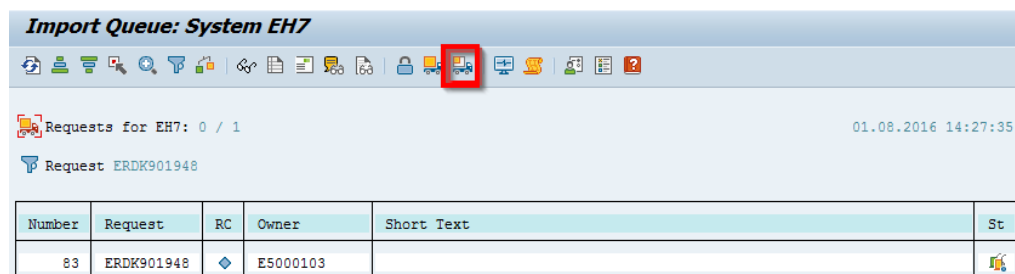 Import Queue: System EH7
Requests for EH7: 0 / 1 01.08.2016 14:27:35
Request ERDK901948
Number Request RC Owner Short Text St
83 ERDK901948 E5000103